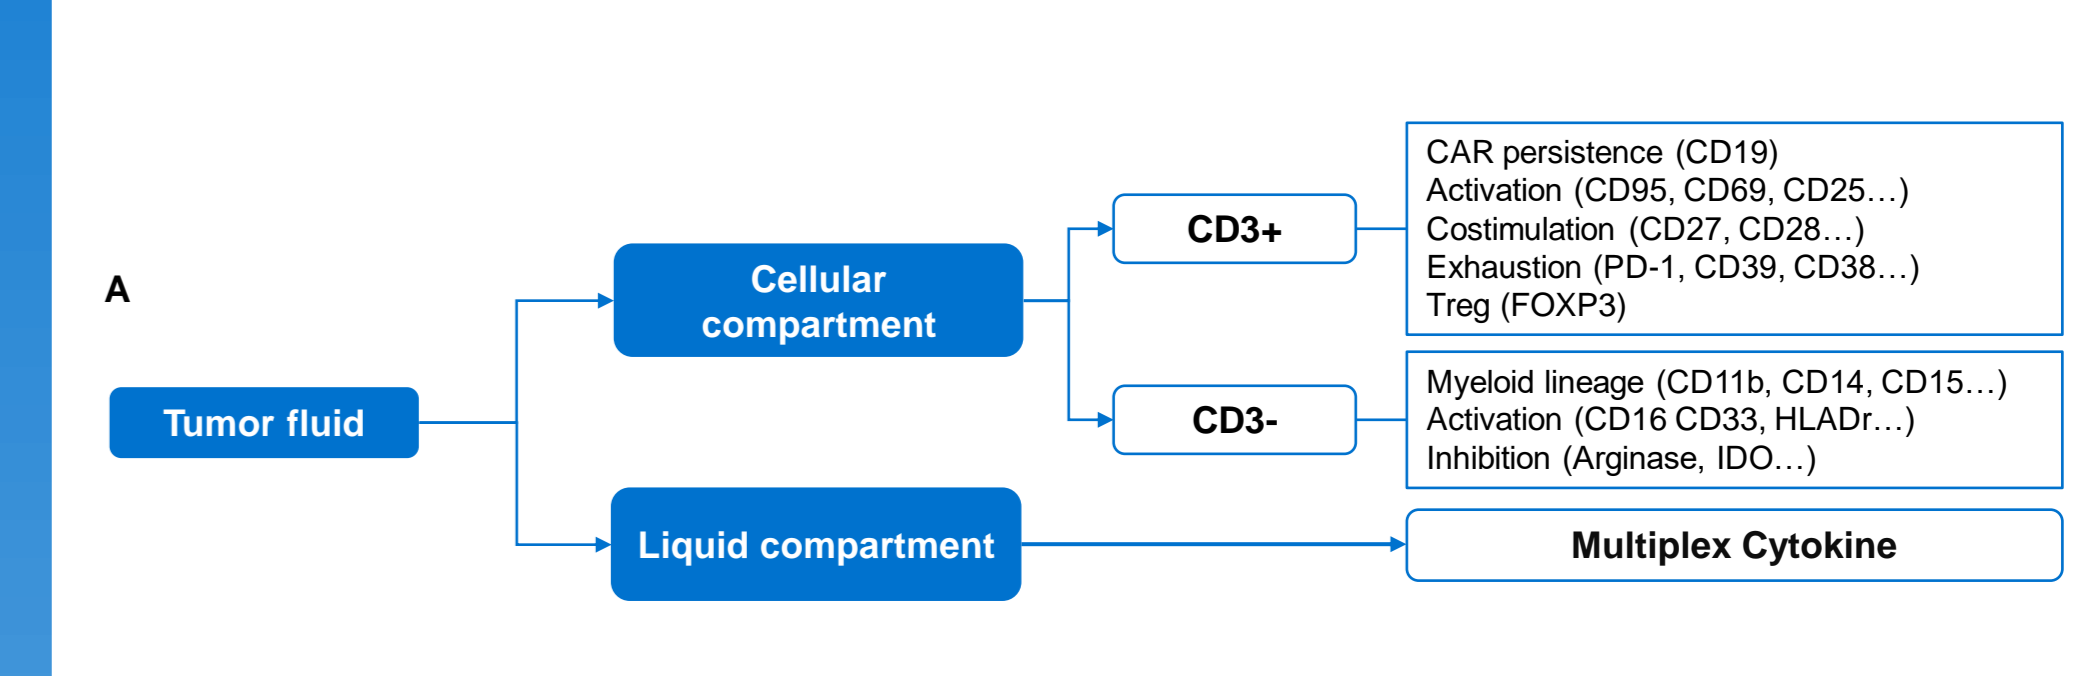 A
Tumor fluid
Cellular
compartment
Liquid compartment
CD3+
CD3-
CAR persistence (CD19)
Activation (CD95, CD69, CD25…)
Costimulation (CD27, CD28…)
Exhaustion (PD-1, CD39, CD38…)
Treg (FOXP3)
Myeloid lineage (CD11b, CD14, CD15…)
Activation (CD16 CD33, HLADr…)
Inhibition (Arginase, IDO…)
Multiplex Cytokine